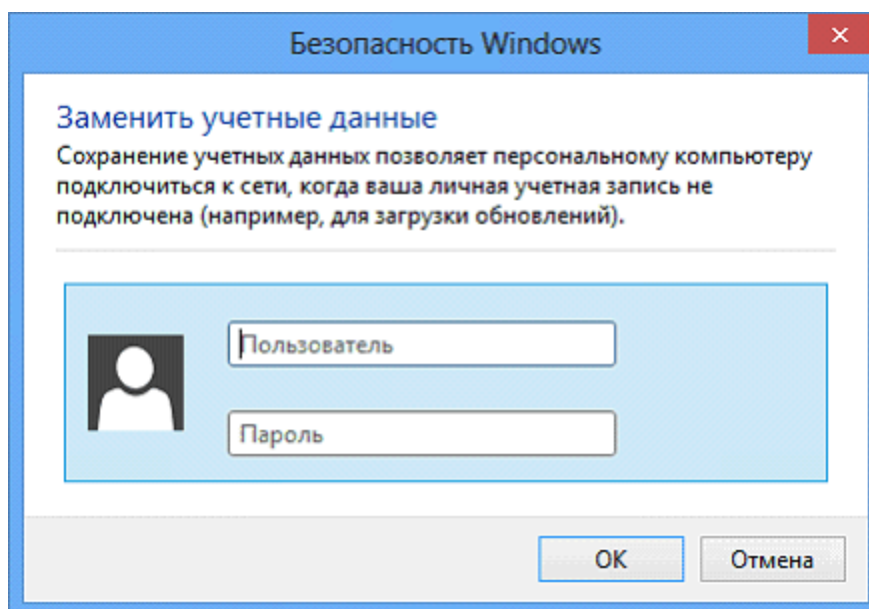 Безопасность Windows
Заменить учетные данные
Сохранение учетных данных позволяет персональному компьютеру
подключиться к сети, когда ваша личная учетная запись не
подключена (например, для загрузки обновлений).
Пользователь
Пароль
ОК
Отмена